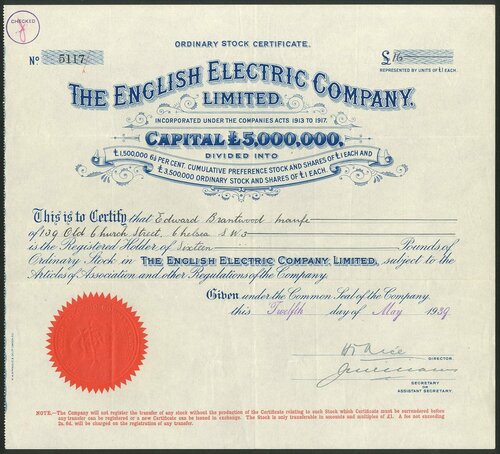 CHECKED
ORDINARY STOCK CERTIFICATE.
No 5117
£16
REPRESENTED BY UNITS OF £1 EACH.
THE ENGLISH ELECTRIC COMPANY,
LIMITED.
INCORPORATED UNDER THE COMPANIES ACTS 1913 TO 1917.
CAPITAL £5,000,000,
DIVIDED INTO
£1,500,000 6½ PER CENT. CUMULATIVE PREFERENCE STOCK AND SHARES OF £1 EACH AND
£3,500,000 ORDINARY STOCK AND SHARES OF £1 EACH.
This is to Certify that Edward Brantwood Maufe
of 139 Old Church Street, Chelsea S W 3
is the Registered Holder of Sixteen Pounds of
Ordinary Stock in THE ENGLISH ELECTRIC COMPANY LIMITED, subject to the
Articles of Association and other Regulations of the Company.
Given under the Common Seal of the Company.
this Twelfth day of May 1939
DIRECTOR.
SECRETARY
OR
ASSISTANT SECRETARY.
NOTE.—The Company will not register the transfer of any stock without the production of the Certificate relating to such Stock which Certificate must be surrendered before
any transfer can be registered or a new Certificate can be issued in exchange. The Stock is only transferable in amounts and multiples of £1. A fee not exceeding
2s. 6d. will be charged on the registration of any transfer.